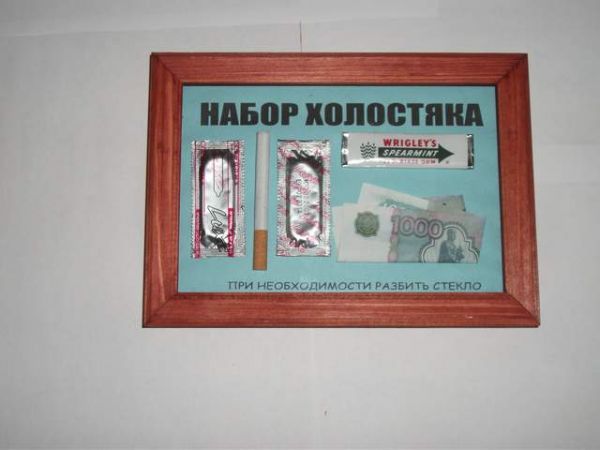 НАБОР ХОЛОСТЯКА
WRIGLEY'S
SPEARMINT
1000
ПРИ НЕОБХОДИМОСТИ РАЗБИТЬ СТЕКЛО